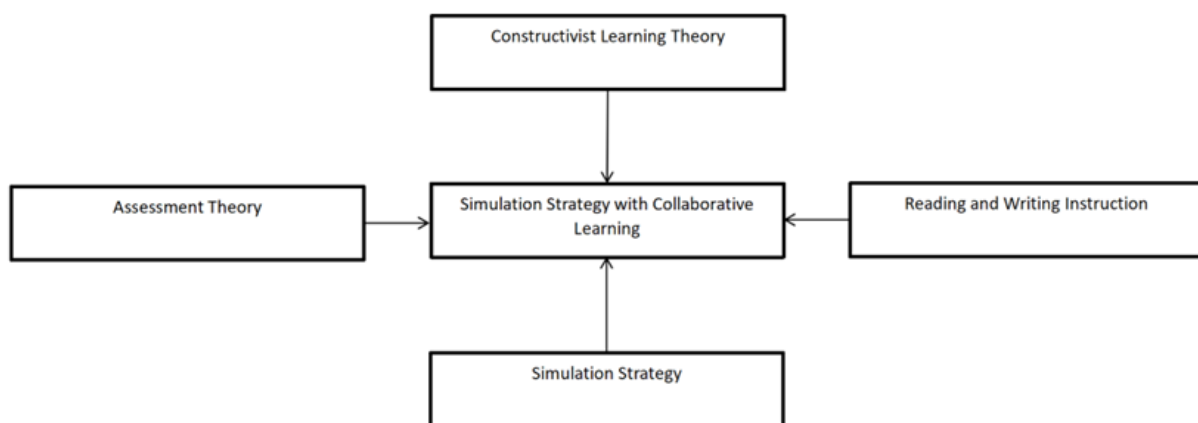 Constructivist Learning Theory
Assessment Theory
Simulation Strategy with Collaborative
Learning
Reading and Writing Instruction
Simulation Strategy